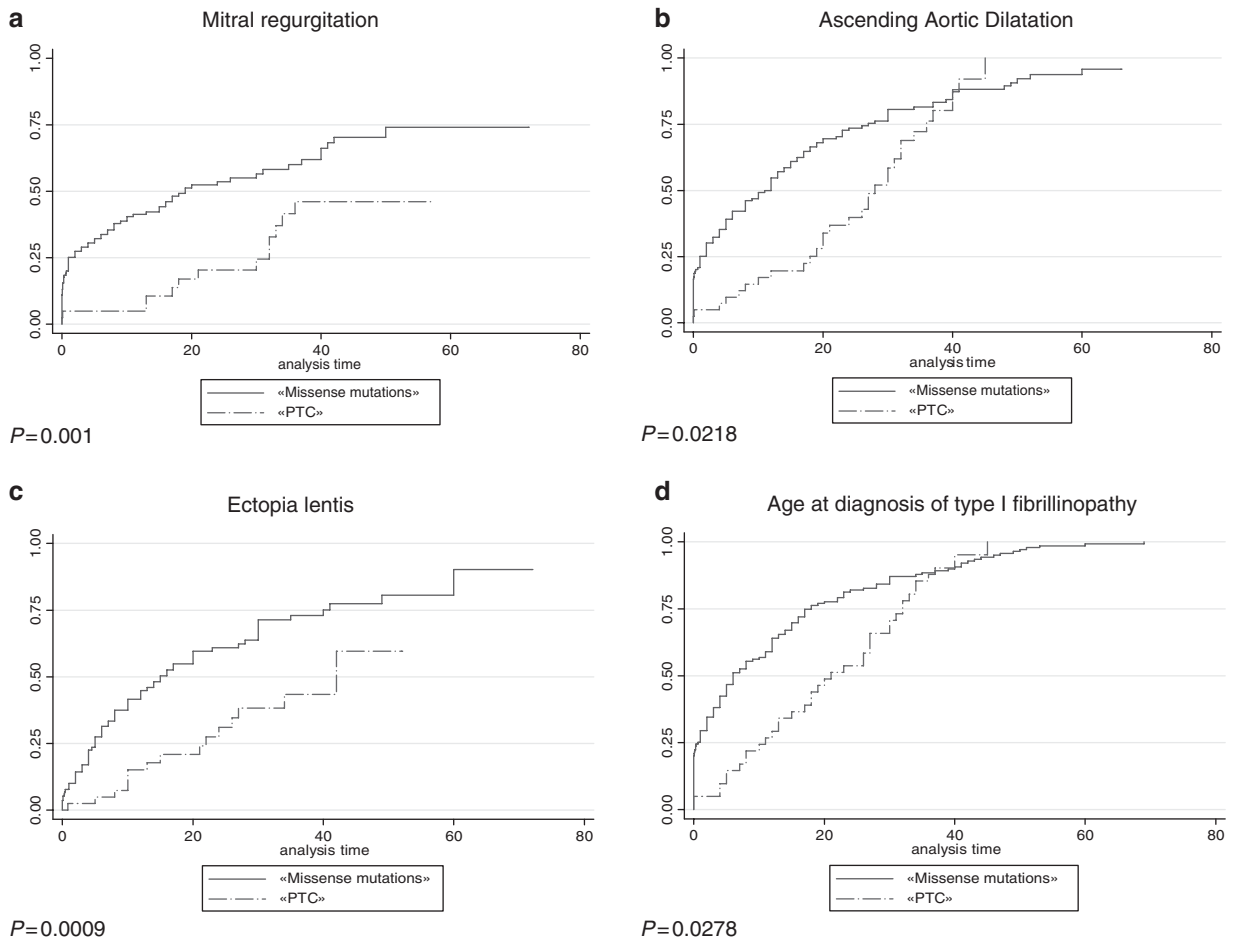 a
Mitral regurgitation
1.00
0.75
0.50
0.25
0.00
0 20 40 60 80
analysis time
«Missense mutations»
«PTC»
P=0.001
b
Ascending Aortic Dilatation
1.00
0.75
0.50
0.25
0.00
0 20 40 60 80
analysis time
«Missense mutations»
«PTC»
P=0.0218
c
Ectopia lentis
1.00
0.75
0.50
0.25
0.00
0 20 40 60 80
analysis time
«Missense mutations»
«PTC»
P=0.0009
d
Age at diagnosis of type I fibrillinopathy
1.00
0.75
0.50
0.25
0.00
0 20 40 60 80
analysis time
«Missense mutations»
«PTC»
P=0.0278